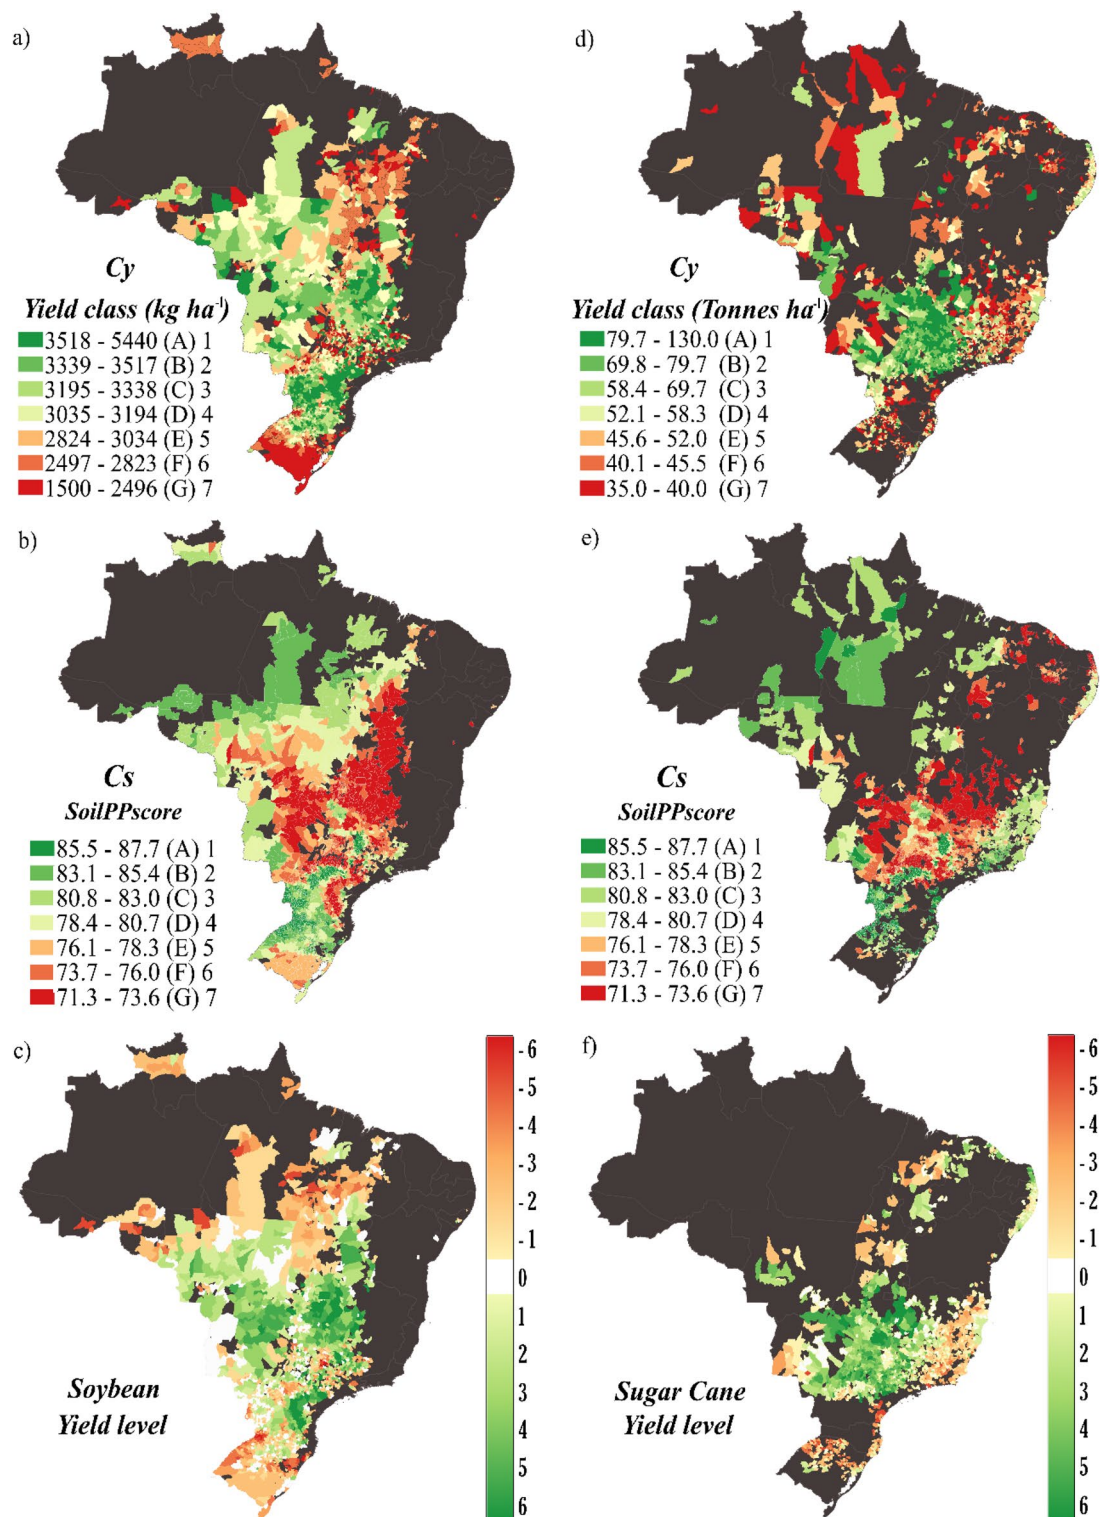 a)
Cy
Yield class (kg ha⁻¹)
3518 - 5440 (A) 1
3339 - 3517 (B) 2
3195 - 3338 (C) 3
3035 - 3194 (D) 4
2824 - 3034 (E) 5
2497 - 2823 (F) 6
1500 - 2496 (G) 7
d)
Cy
Yield class (Tonnes ha⁻¹)
79.7 - 130.0 (A) 1
69.8 - 79.7 (B) 2
58.4 - 69.7 (C) 3
52.1 - 58.3 (D) 4
45.6 - 52.0 (E) 5
40.1 - 45.5 (F) 6
35.0 - 40.0 (G) 7
b)
Cs
SoilPPscore
85.5 - 87.7 (A) 1
83.1 - 85.4 (B) 2
80.8 - 83.0 (C) 3
78.4 - 80.7 (D) 4
76.1 - 78.3 (E) 5
73.7 - 76.0 (F) 6
71.3 - 73.6 (G) 7
e)
Cs
SoilPPscore
85.5 - 87.7 (A) 1
83.1 - 85.4 (B) 2
80.8 - 83.0 (C) 3
78.4 - 80.7 (D) 4
76.1 - 78.3 (E) 5
73.7 - 76.0 (F) 6
71.3 - 73.6 (G) 7
c)
Soybean
Yield level
- 6
- 5
- 4
- 3
- 2
- 1
0
1
2
3
4
5
6
f)
Sugar Cane
Yield level
- 6
- 5
- 4
- 3
- 2
- 1
0
1
2
3
4
5
6